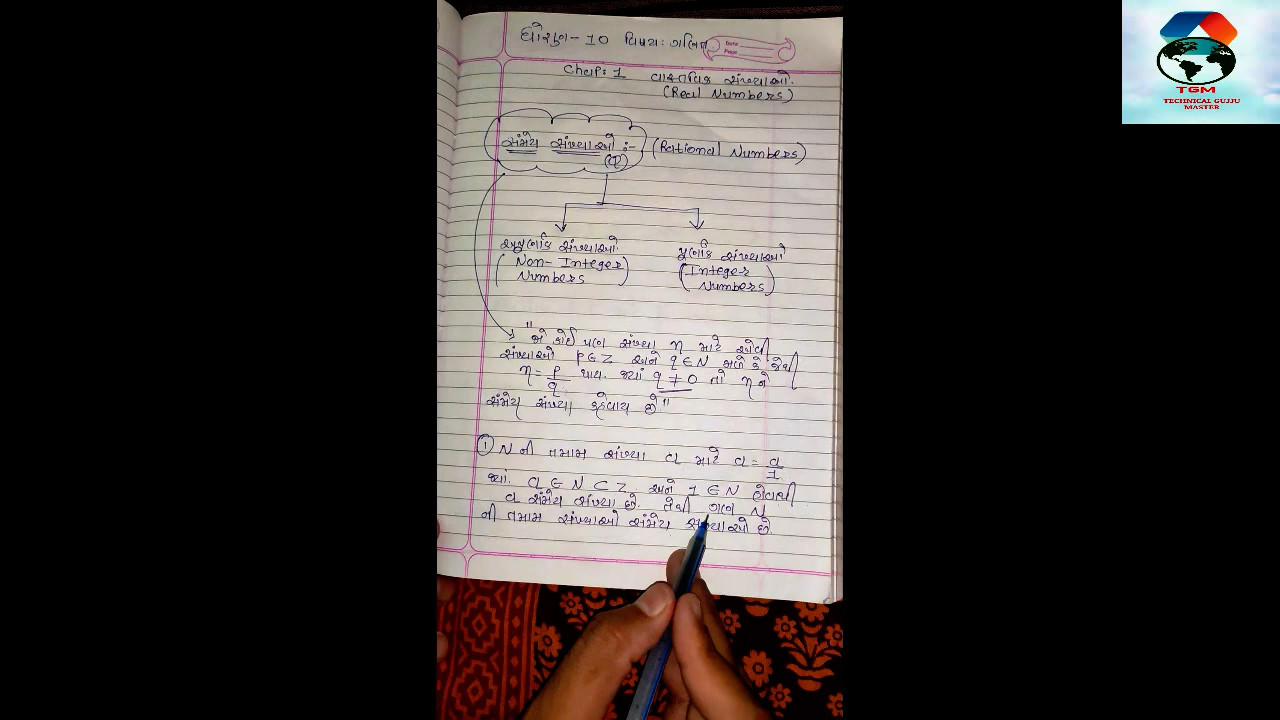 ધોરણ - 10 વિષય : ગણિત
Date
Page
Chap: 1 વાસ્તવિક સંખ્યાઓ.
(Real Numbers)
સંમેય સંખ્યાઓ :- (Rational Numbers)
(Q)
અપૂર્ણાંક સંખ્યાઓ.
(Non-Integer Numbers)
પૂર્ણાંક સંખ્યાઓ
(Integer Numbers)
" જો કોઈ પણ સંખ્યા n માટે એવી
સંખ્યાઓ p ∈ Z અને q ∈ N મળે કે જેથી
n = p/q થાય. જ્યાં q ≠ 0 તો n ને
સંમેય સંખ્યા કહેવાય છે "
① N ની તમામ સંખ્યા a માટે a = a/1
જ્યાં. a ∈ N ⊂ Z અને 1 ∈ N હોવાથી
a સંમેય સંખ્યા છે. તેથી ગણ N
ની તમામ સંખ્યાઓ સંમેય સંખ્યાઓ છે.
TGM
TECHNICAL GUJJU
MASTER